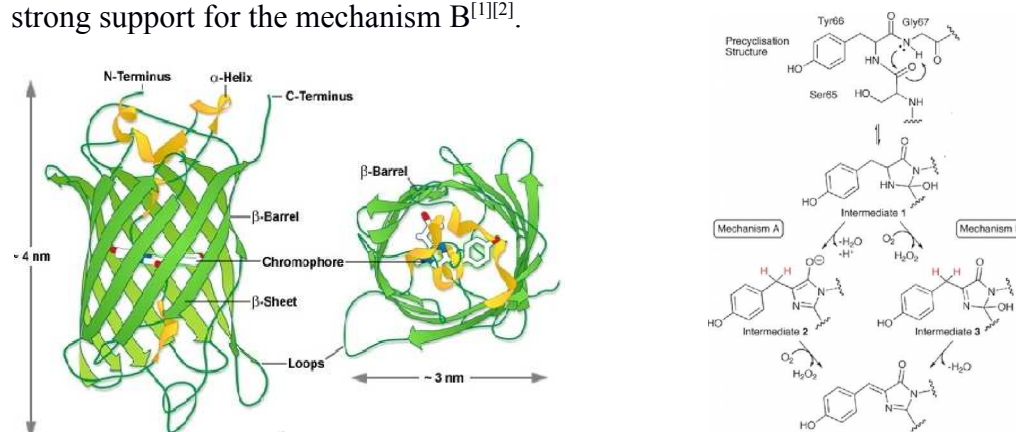 strong support for the mechanism B[1][2].
N-Terminus
α-Helix
C-Terminus
β-Barrel
~ 4 nm
Chromophore
β-Sheet
Loops
β-Barrel
~ 3 nm
Tyr66
Gly67
Precyclisation
Structure
O
N
H
O
HO
HN
O
Ser65
HO
NH
O
N
HO
HN
OH
Intermediate 1
Mechanism A
-H2O
-H+
O2
H2O2
Mechanism
H H
O⊖
N
N
HO
Intermediate 2
H H
O
N
N
OH
HO
Intermediate 3
O2
H2O2
-H2O
O
N
N
HO